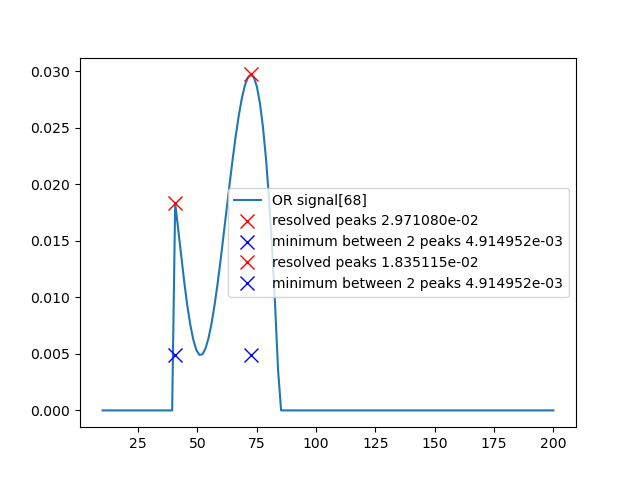 0.030
0.025
0.020
0.015
0.010
0.005
0.000
OR signal[68]
resolved peaks 2.971080e-02
minimum between 2 peaks 4.914952e-03
resolved peaks 1.835115e-02
minimum between 2 peaks 4.914952e-03
25 50 75 100 125 150 175 200